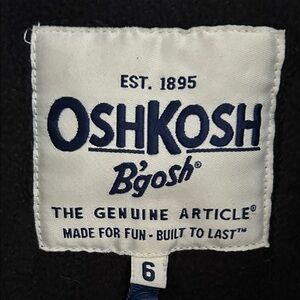 EST. 1895
OSHKOSH
B'gosh®
THE GENUINE ARTICLE®
MADE FOR FUN - BUILT TO LAST™
6